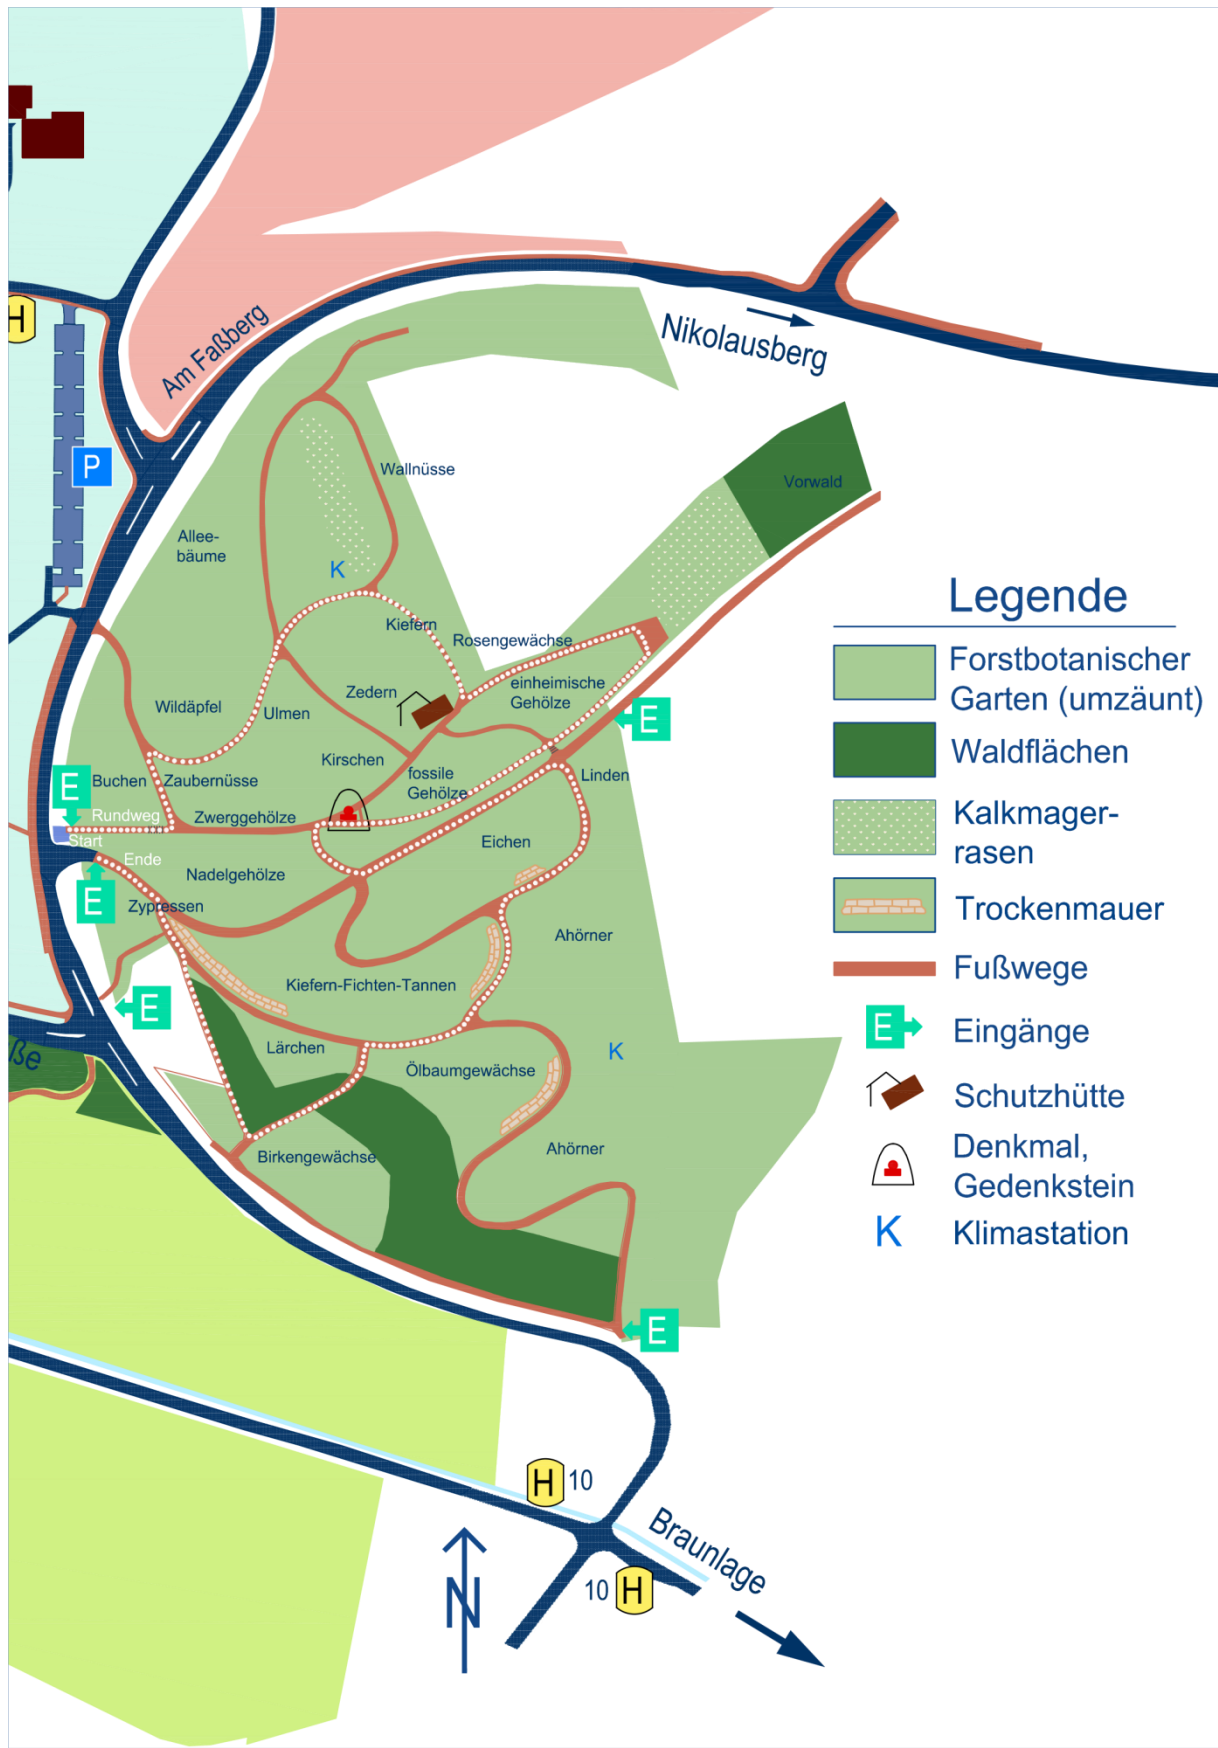 H
Am Faßberg
Nikolausberg
P
Wallnüsse
Vorwald
Allee-
bäume
K
Kiefern
Rosengewächse
einheimische
Gehölze
Zedern
Wildäpfel
Ulmen
Kirschen
fossile
Gehölze
Linden
E
E
Buchen
Zaubernüsse
Rundweg
Zwerggehölze
Start
Ende
Eichen
Nadelgehölze
E
Zypressen
Ahörner
Kiefern-Fichten-Tannen
E
Lärchen
K
Ölbaumgewächse
ße
Ahörner
Birkengewächse
E
H 10
Braunlage
10 H
N
Legende
Forstbotanischer
Garten (umzäunt)
Waldflächen
Kalkmager-
rasen
Trockenmauer
Fußwege
E Eingänge
Schutzhütte
Denkmal,
Gedenkstein
K Klimastation